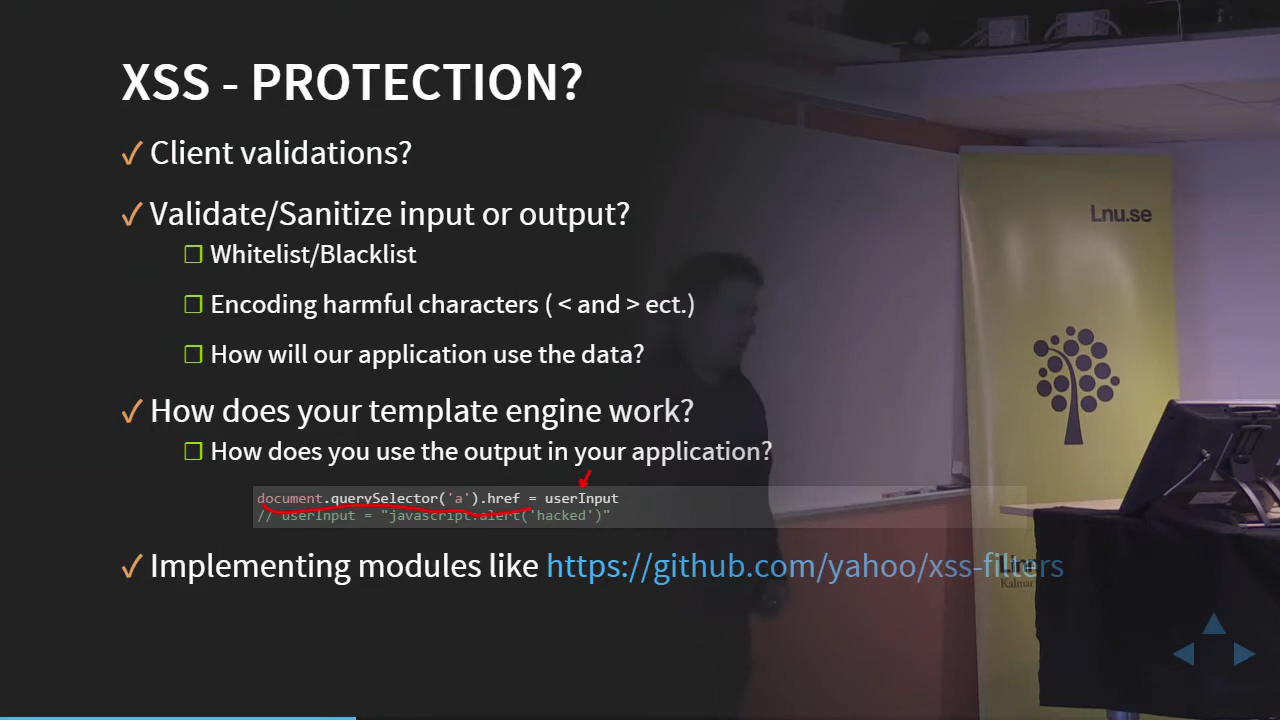 XSS - PROTECTION?
✓ Client validations?
✓ Validate/Sanitize input or output?
❒ Whitelist/Blacklist
❒ Encoding harmful characters ( < and > ect.)
❒ How will our application use the data?
✓ How does your template engine work?
❒ How does you use the output in your application?
document.querySelector('a').href = userInput
// userInput = "javascript:alert('hacked')"
✓ Implementing modules like https://github.com/yahoo/xss-filters
Lnu.se
Kalmar